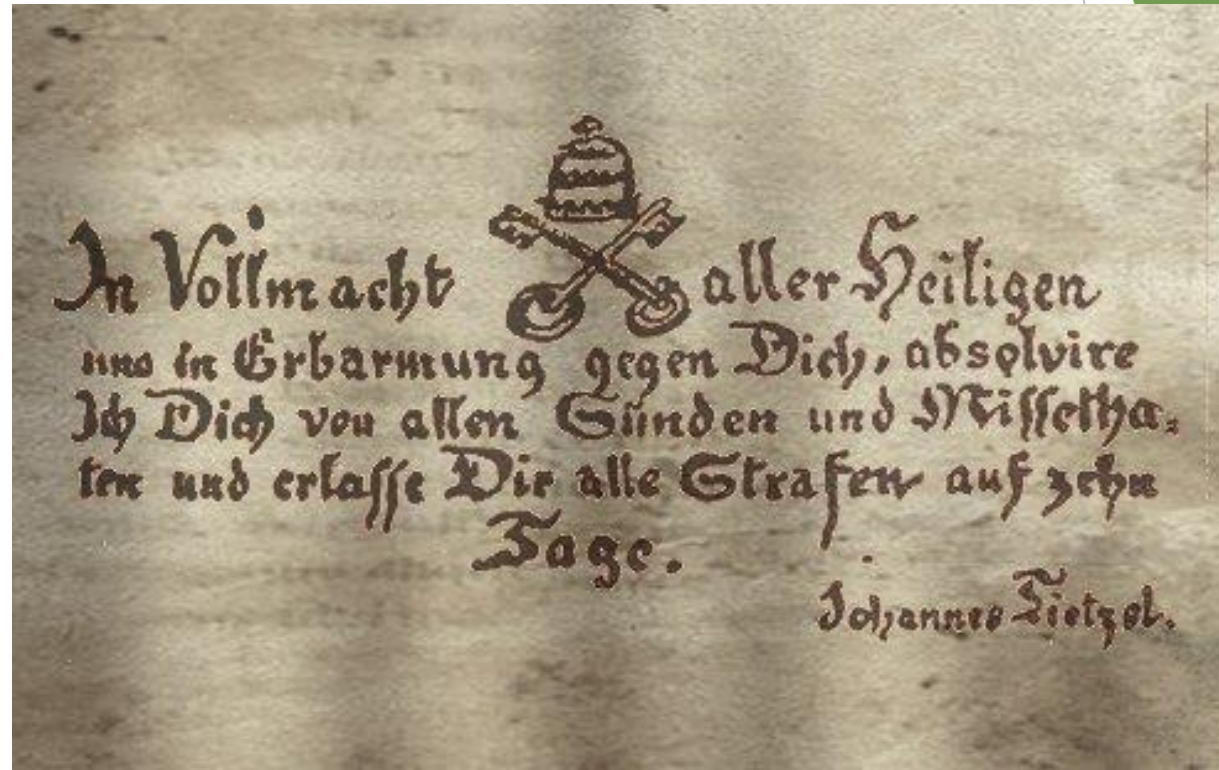 In Vollmacht aller Heiligen
und in Erbarmung gegen Dich, absolvire
Ich Dich von allen Sünden und Missetha-
ten und erlasse Dir alle Strafen auf zehn
Tage.
Johannes Tietzel.